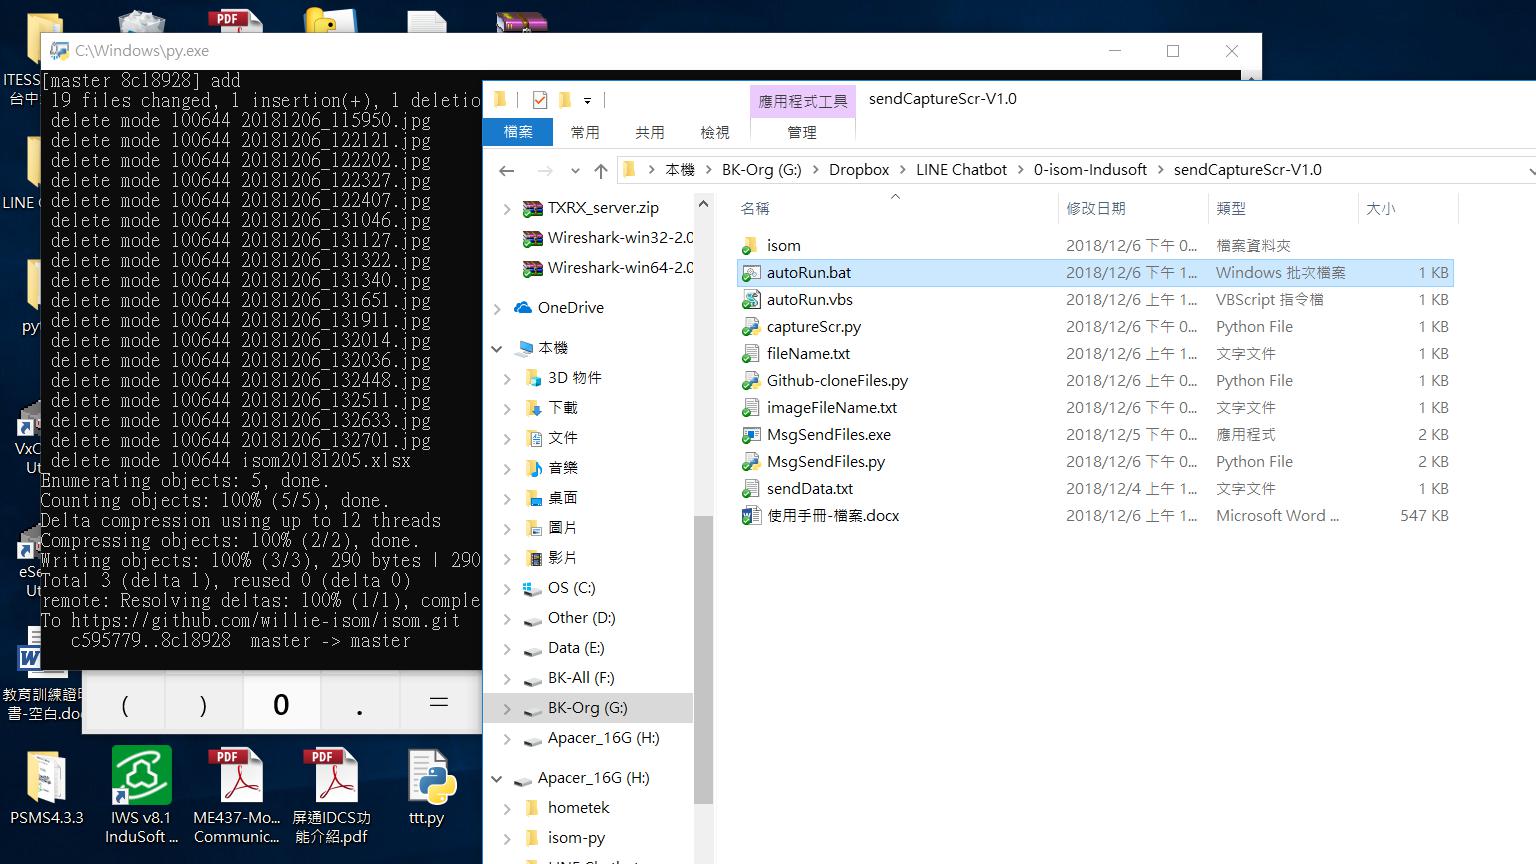 ITESS
台中
LINE
py
VxC
Ut
eSe
Ut
教育訓練證明
書-空白.doc
PSMS4.3.3
IWS v8.1
InduSoft ...
PDF
ME437-Mo...
Communic...
PDF
屏通IDCS功
能介紹.pdf
ttt.py
PDF
C:\Windows\py.exe
[master 8c18928] add
19 files changed, 1 insertion(+), 1 deletio
delete mode 100644 20181206_115950.jpg
delete mode 100644 20181206_122121.jpg
delete mode 100644 20181206_122202.jpg
delete mode 100644 20181206_122327.jpg
delete mode 100644 20181206_122407.jpg
delete mode 100644 20181206_131046.jpg
delete mode 100644 20181206_131127.jpg
delete mode 100644 20181206_131322.jpg
delete mode 100644 20181206_131340.jpg
delete mode 100644 20181206_131651.jpg
delete mode 100644 20181206_131911.jpg
delete mode 100644 20181206_132014.jpg
delete mode 100644 20181206_132036.jpg
delete mode 100644 20181206_132448.jpg
delete mode 100644 20181206_132511.jpg
delete mode 100644 20181206_132633.jpg
delete mode 100644 20181206_132701.jpg
delete mode 100644 isom20181205.xlsx
Enumerating objects: 5, done.
Counting objects: 100% (5/5), done.
Delta compression using up to 12 threads
Compressing objects: 100% (2/2), done.
Writing objects: 100% (3/3), 290 bytes | 290
Total 3 (delta 1), reused 0 (delta 0)
remote: Resolving deltas: 100% (1/1), comple
To https://github.com/willie-isom/isom.git
c595779..8c18928  master -> master
( ) 0 . =
應用程式工具 sendCaptureScr-V1.0
檔案 常用 共用 檢視 管理
本機 > BK-Org (G:) > Dropbox > LINE Chatbot > 0-isom-Indusoft > sendCaptureScr-V1.0
TXRX_server.zip
Wireshark-win32-2.0
Wireshark-win64-2.0
OneDrive
本機
3D 物件
下載
文件
音樂
桌面
圖片
影片
OS (C:)
Other (D:)
Data (E:)
BK-All (F:)
BK-Org (G:)
Apacer_16G (H:)
Apacer_16G (H:)
hometek
isom-py
名稱 修改日期 類型 大小
isom 2018/12/6 下午 0... 檔案資料夾
autoRun.bat 2018/12/6 下午 1... Windows 批次檔案 1 KB
autoRun.vbs 2018/12/6 上午 1... VBScript 指令檔 1 KB
captureScr.py 2018/12/6 下午 0... Python File 1 KB
fileName.txt 2018/12/6 上午 1... 文字文件 1 KB
Github-cloneFiles.py 2018/12/6 上午 0... Python File 1 KB
imageFileName.txt 2018/12/6 下午 0... 文字文件 1 KB
MsgSendFiles.exe 2018/12/5 下午 0... 應用程式 2 KB
MsgSendFiles.py 2018/12/6 下午 0... Python File 2 KB
sendData.txt 2018/12/4 上午 1... 文字文件 1 KB
使用手冊-檔案.docx 2018/12/6 上午 1... Microsoft Word ... 547 KB